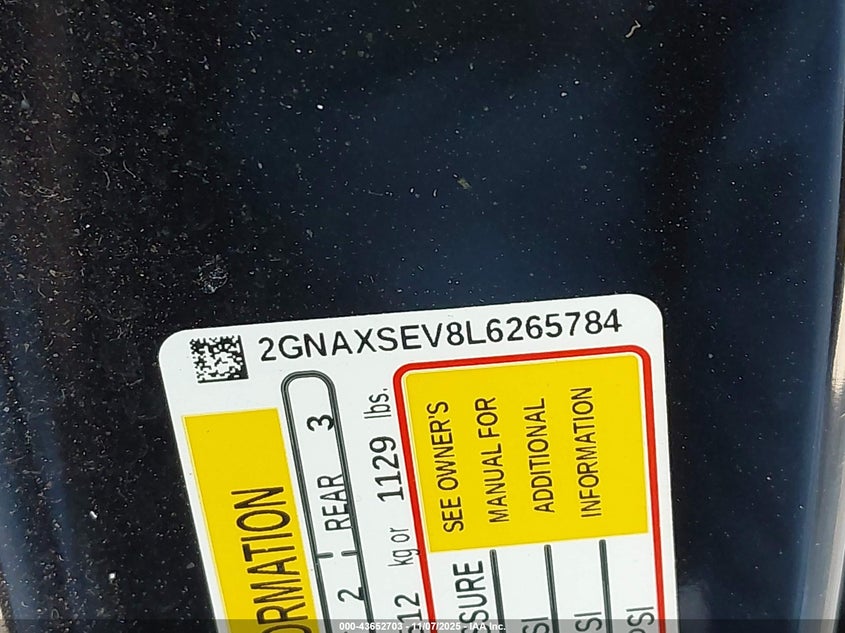 2GNAXSEV8L6265784
ORMATION
2 REAR 3
12 kg or 1129 lbs.
SURE
SI
SI
PSI
SEE OWNER'S
MANUAL FOR
ADDITIONAL
INFORMATION
000-43652703 - 11/07/2025 - IAA Inc.